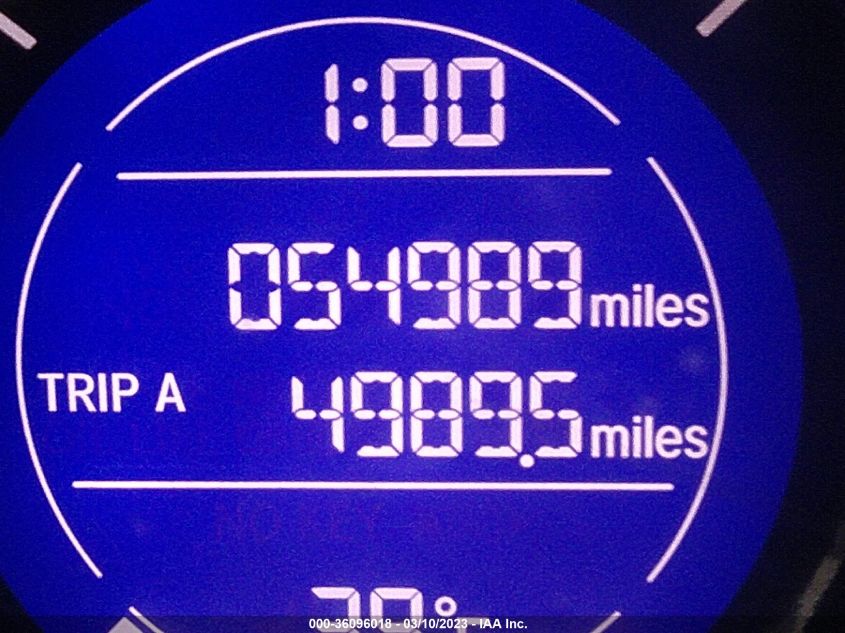 1:00
054989 miles
TRIP A 4989.5 miles
000-36096018 - 03/10/2023 - IAA Inc.